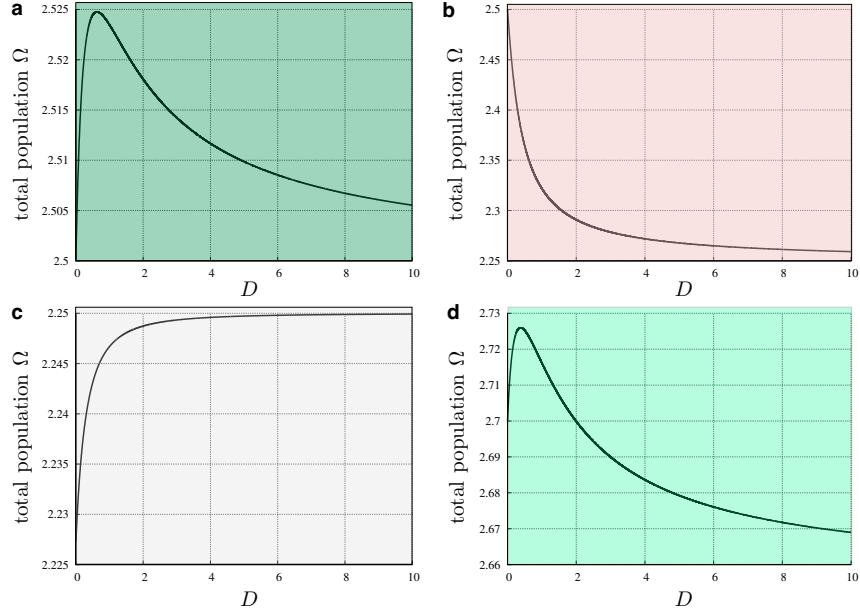 a
total population Ω
2.525
2.52
2.515
2.51
2.505
2.5
0 2 4 6 8 10
D
b
total population Ω
2.5
2.45
2.4
2.35
2.3
2.25
0 2 4 6 8 10
D
c
total population Ω
2.25
2.245
2.24
2.235
2.23
2.225
0 2 4 6 8 10
D
d
total population Ω
2.73
2.72
2.71
2.7
2.69
2.68
2.67
2.66
0 2 4 6 8 10
D